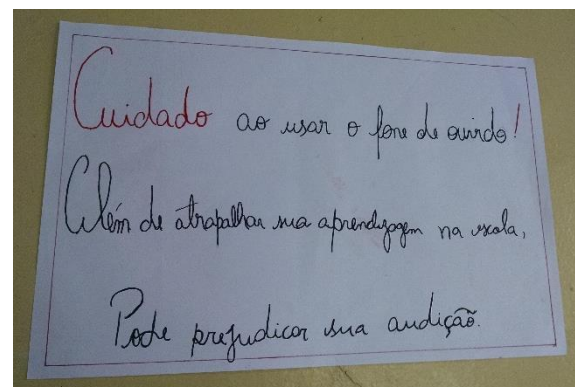 Cuidado ao usar o fone de ouvido!
Além de atrapalhar sua aprendizagem na escola,
Pode prejudicar sua audição.